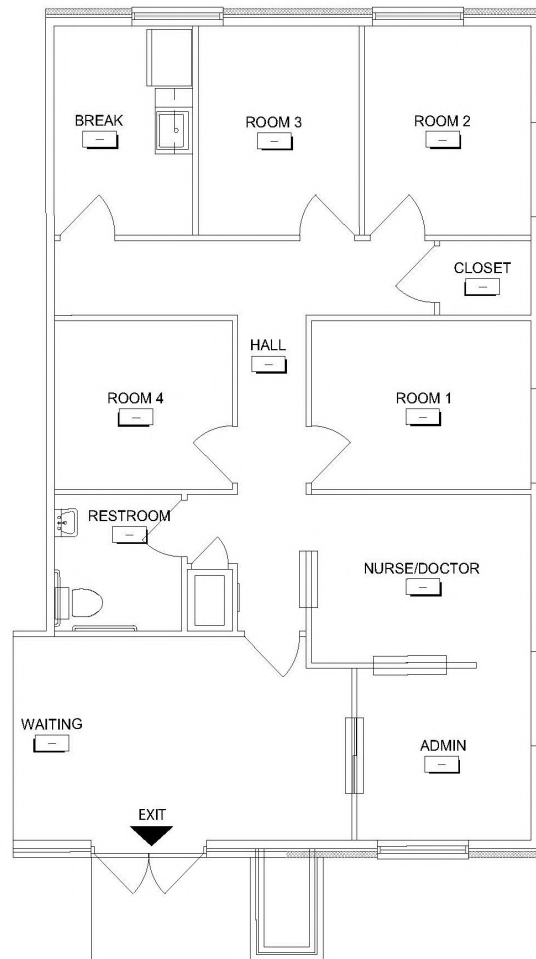 BREAK
ROOM 3
ROOM 2
CLOSET
HALL
ROOM 4
ROOM 1
RESTROOM
NURSE/DOCTOR
WAITING
ADMIN
EXIT